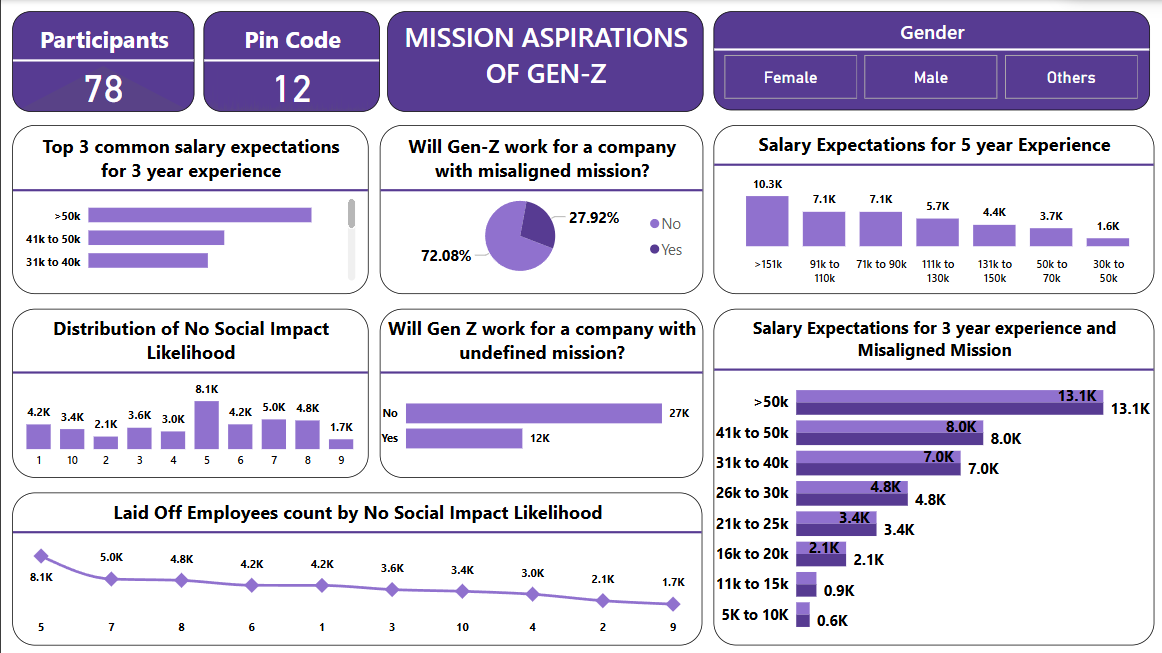 Participants
78
Pin Code
12
MISSION ASPIRATIONS
OF GEN-Z
Gender
Female
Male
Others
Top 3 common salary expectations
for 3 year experience
>50k
41k to 50k
31k to 40k
Will Gen-Z work for a company
with misaligned mission?
27.92%
72.08%
No
Yes
Salary Expectations for 5 year Experience
10.3K
7.1K
7.1K
5.7K
4.4K
3.7K
1.6K
>151k
91k to
110k
71k to 90k
111k to
130k
131k to
150k
50k to
70k
30k to
50k
Distribution of No Social Impact
Likelihood
4.2K
3.4K
2.1K
3.6K
3.0K
8.1K
4.2K
5.0K
4.8K
1.7K
1
10
2
3
4
5
6
7
8
9
Will Gen Z work for a company with
undefined mission?
No
27K
Yes
12K
Salary Expectations for 3 year experience and
Misaligned Mission
>50k
13.1K
13.1K
41k to 50k
8.0K
8.0K
31k to 40k
7.0K
7.0K
26k to 30k
4.8K
4.8K
21k to 25k
3.4K
3.4K
16k to 20k
2.1K
2.1K
11k to 15k
0.9K
5K to 10K
0.6K
Laid Off Employees count by No Social Impact Likelihood
8.1K
5.0K
4.8K
4.2K
4.2K
3.6K
3.4K
3.0K
2.1K
1.7K
5
7
8
6
1
3
10
4
2
9